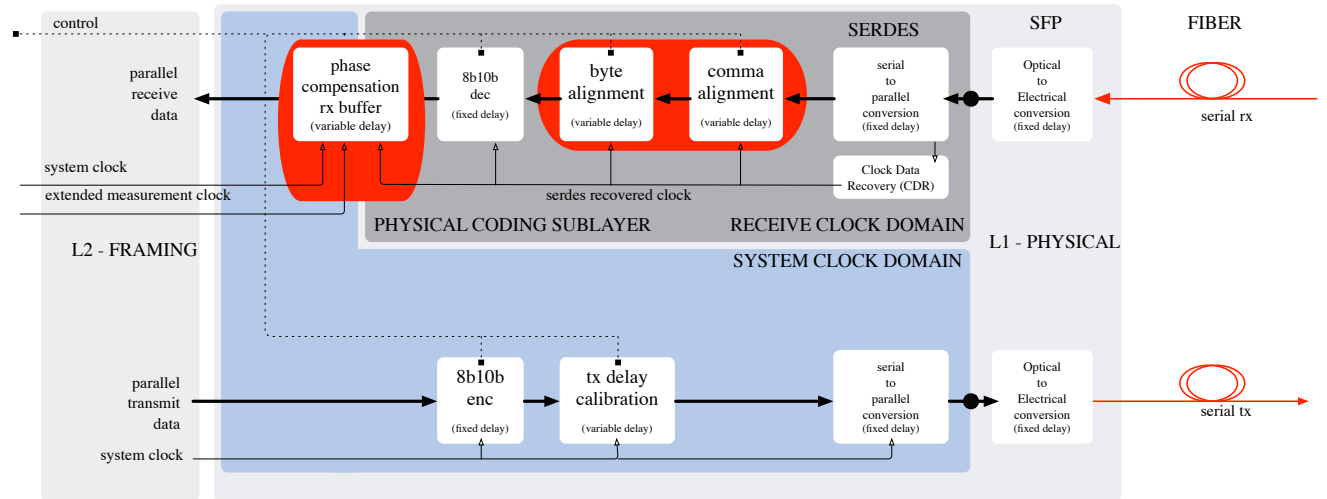 control
SERDES
SFP
FIBER
parallel
receive
data
phase
compensation
rx buffer
(variable delay)
8b10b
dec
(fixed delay)
byte
alignment
(variable delay)
comma
alignment
(variable delay)
serial
to
parallel
conversion
(fixed delay)
Optical
to
Electrical
conversion
(fixed delay)
serial rx
system clock
extended measurement clock
serdes recovered clock
Clock Data
Recovery (CDR)
PHYSICAL CODING SUBLAYER
RECEIVE CLOCK DOMAIN
L2 - FRAMING
L1 - PHYSICAL
SYSTEM CLOCK DOMAIN
parallel
transmit
data
8b10b
enc
(fixed delay)
tx delay
calibration
(variable delay)
serial
to
parallel
conversion
(fixed delay)
Optical
to
Electrical
conversion
(fixed delay)
serial tx
system clock